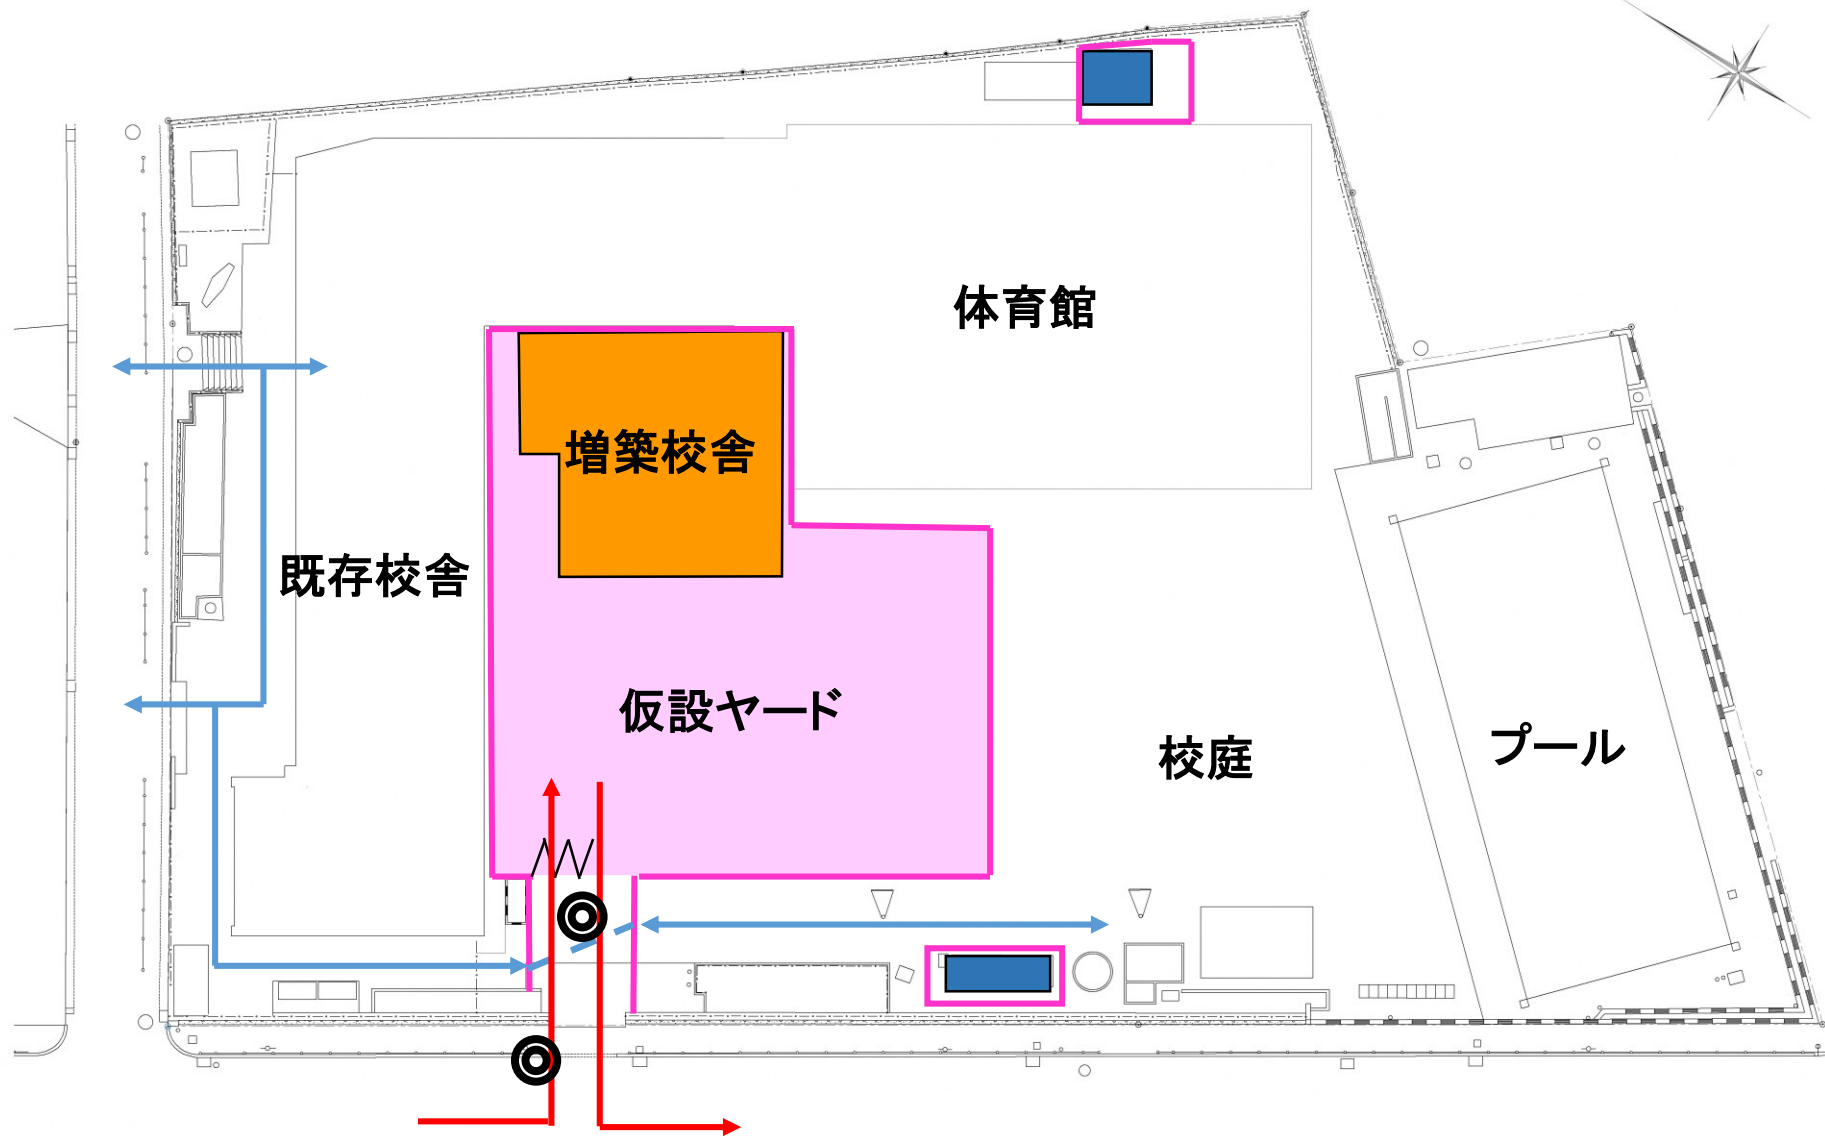 体育館
増築校舎
既存校舎
仮設ヤード
校庭
プール